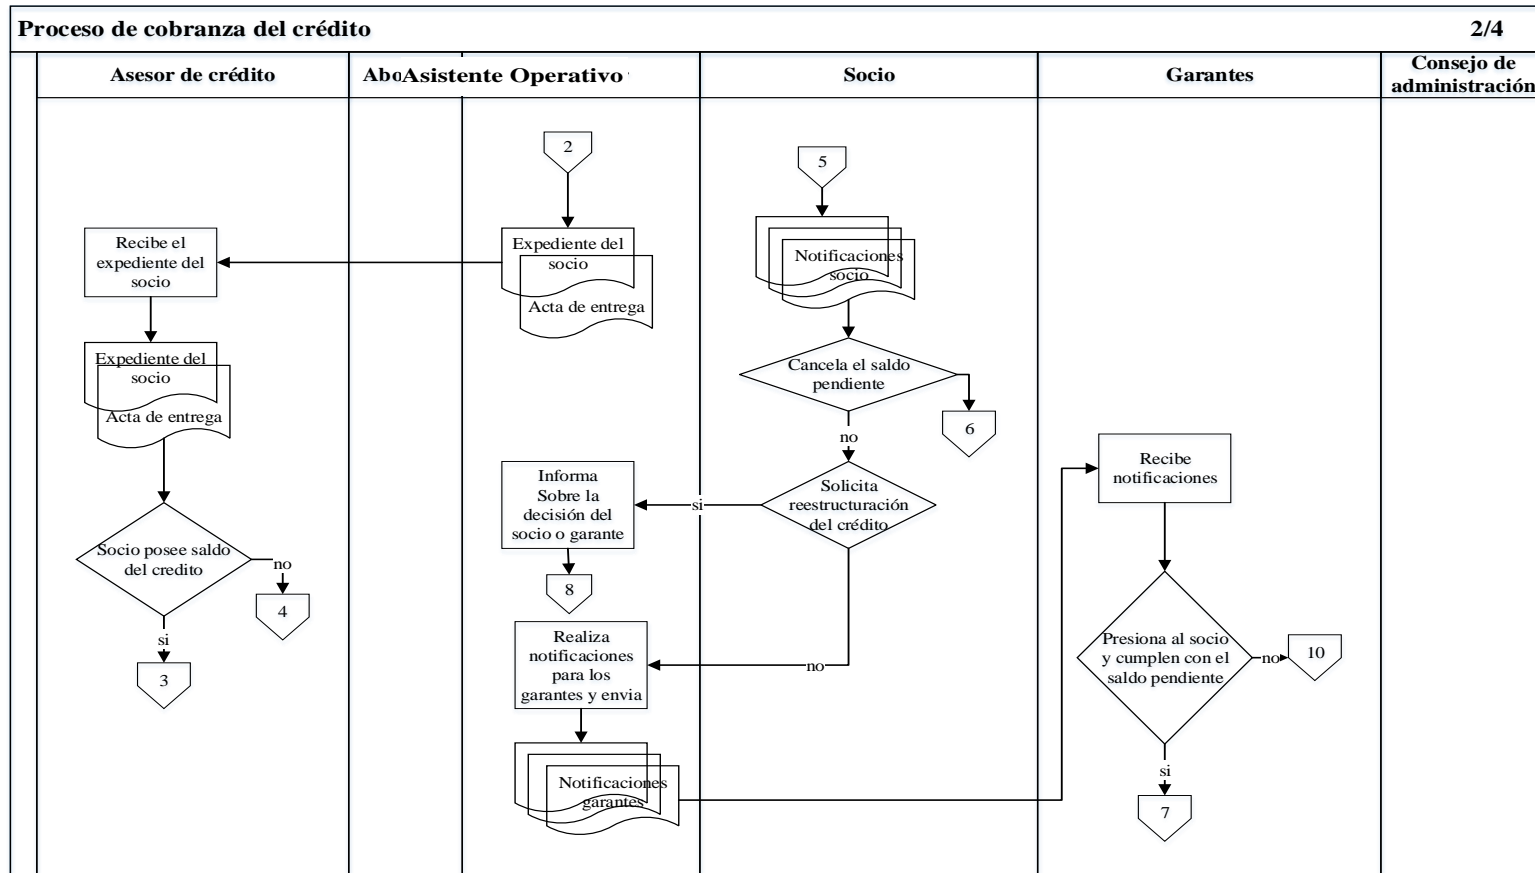 Proceso de cobranza del crédito
2/4
Asesor de crédito
Abo
Asistente Operativo
Socio
Garantes
Consejo de
administración
2
5
Recibe el
expediente del
socio
Expediente del
socio
Acta de entrega
Notificaciones
socio
Expediente del
socio
Acta de entrega
Cancela el saldo
pendiente
6
no
Informa
Sobre la
decisión del
socio o garante
si
Solicita
reestructuración
del crédito
Recibe
notificaciones
Socio posee saldo
del credito
no
4
si
3
8
Realiza
notificaciones
para los
garantes y envia
no
Presiona al socio
y cumplen con el
saldo pendiente
no
10
si
7
Notificaciones
garantes